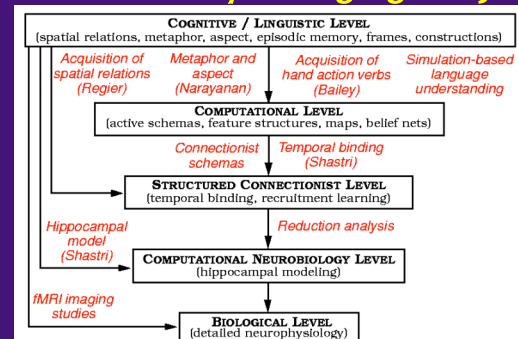 COGNITIVE / LINGUISTIC LEVEL
(spatial relations, metaphor, aspect, episodic memory, frames, constructions)
Acquisition of
spatial relations
(Regier)
Metaphor and
aspect
(Narayanan)
Acquisition of
hand action verbs
(Bailey)
Simulation-based
language
understanding
COMPUTATIONAL LEVEL
(active schemas, feature structures, maps, belief nets)
Connectionist
schemas
Temporal binding
(Shastri)
STRUCTURED CONNECTIONIST LEVEL
(temporal binding, recruitment learning)
Hippocampal
model
(Shastri)
Reduction analysis
COMPUTATIONAL NEUROBIOLOGY LEVEL
(hippocampal modeling)
fMRI imaging
studies
BIOLOGICAL LEVEL
(detailed neurophysiology)